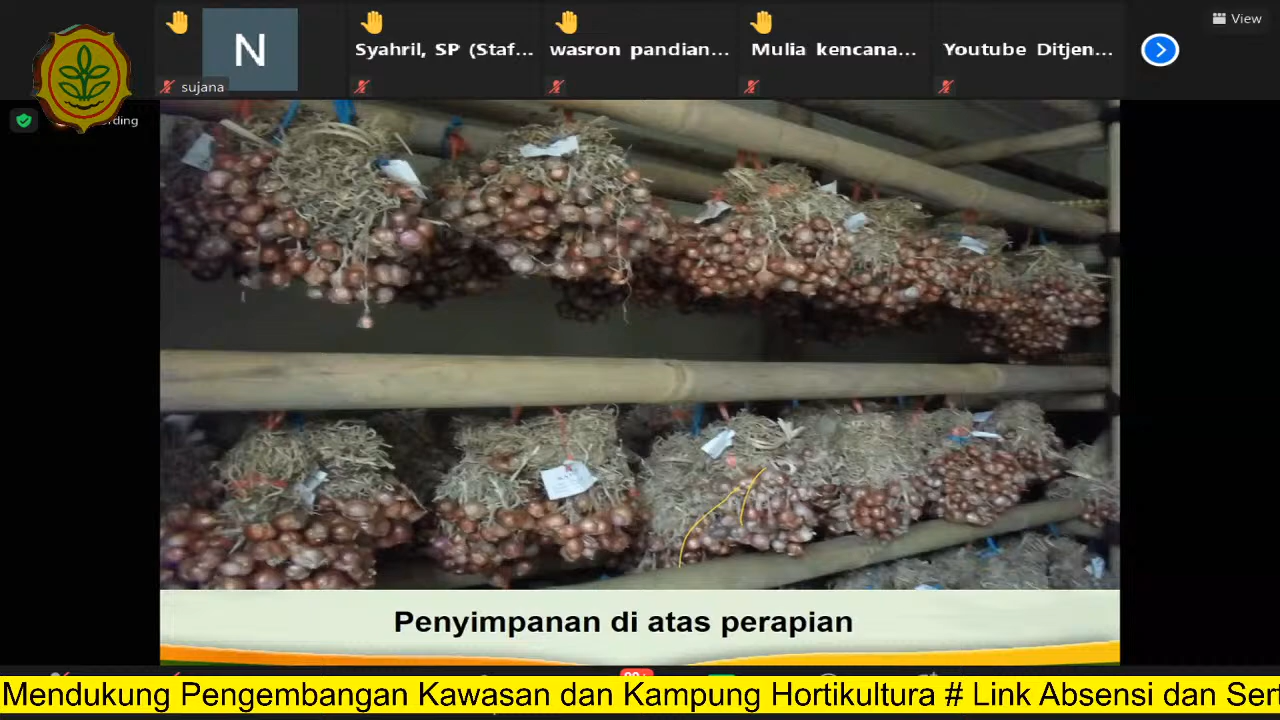 View
N
Syahril, SP (Staf...
wasron pandian...
Mulia kencana...
Youtube Ditjen...
sujana
Penyimpanan di atas perapian
Mendukung Pengembangan Kawasan dan Kampung Hortikultura # Link Absensi dan Ser